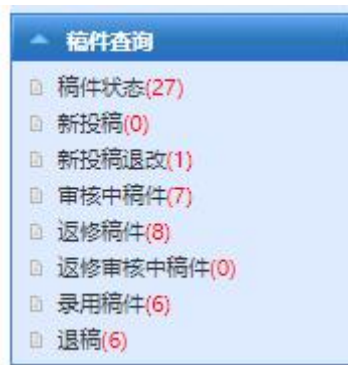 稿件查询
稿件状态(27)
新投稿(0)
新投稿退改(1)
审核中稿件(7)
返修稿件(8)
返修审核中稿件(0)
录用稿件(6)
退稿(6)